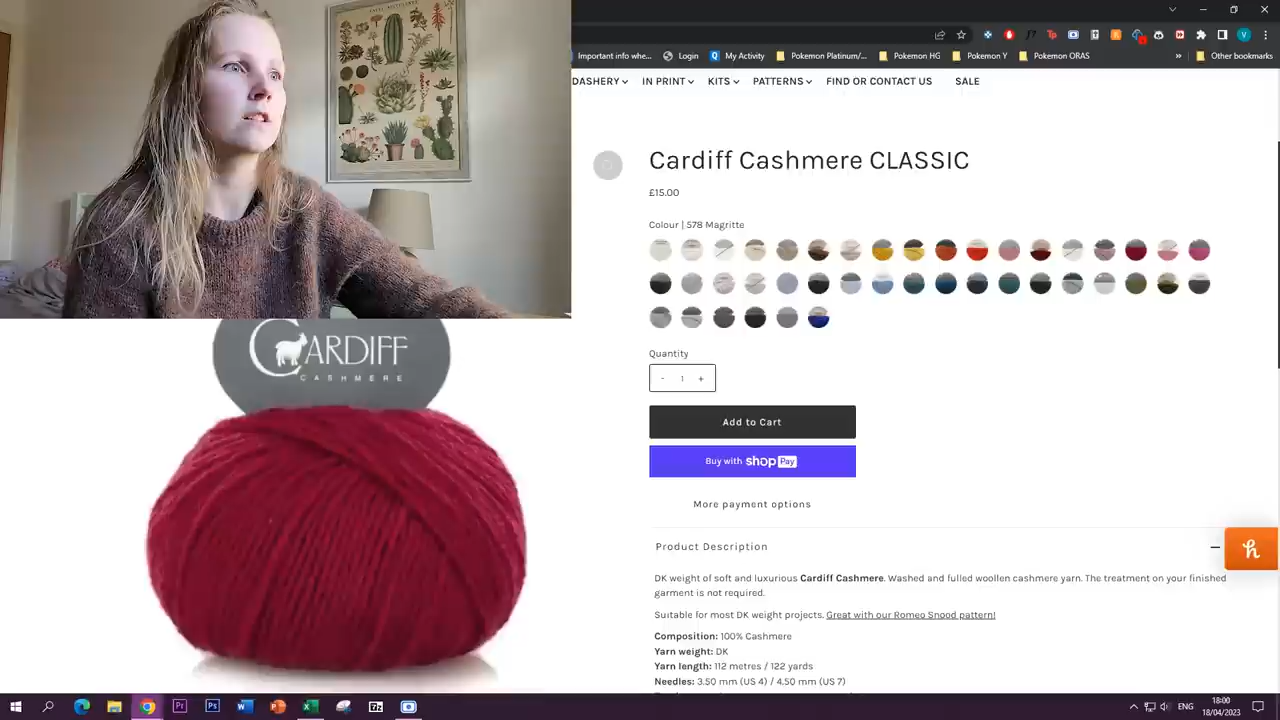 Important info whe...
Login
My Activity
Pokemon Platinum/...
Pokemon HG
Pokemon Y
Pokemon ORAS
»
Other bookmarks
DASHERY
IN PRINT
KITS
PATTERNS
FIND OR CONTACT US
SALE
Cardiff Cashmere CLASSIC
£15.00
Colour | 578 Magritte
Quantity
- 1 +
Add to Cart
Buy with shop Pay
More payment options
Product Description
DK weight of soft and luxurious Cardiff Cashmere. Washed and fulled woollen cashmere yarn. The treatment on your finished
garment is not required.
Suitable for most DK weight projects. Great with our Romeo Snood pattern!
Composition: 100% Cashmere
Yarn weight: DK
Yarn length: 112 metres / 122 yards
Needles: 3.50 mm (US 4) / 4.50 mm (US 7)
CARDIFF
CASHMERE
ENG
18:00
18/04/2023